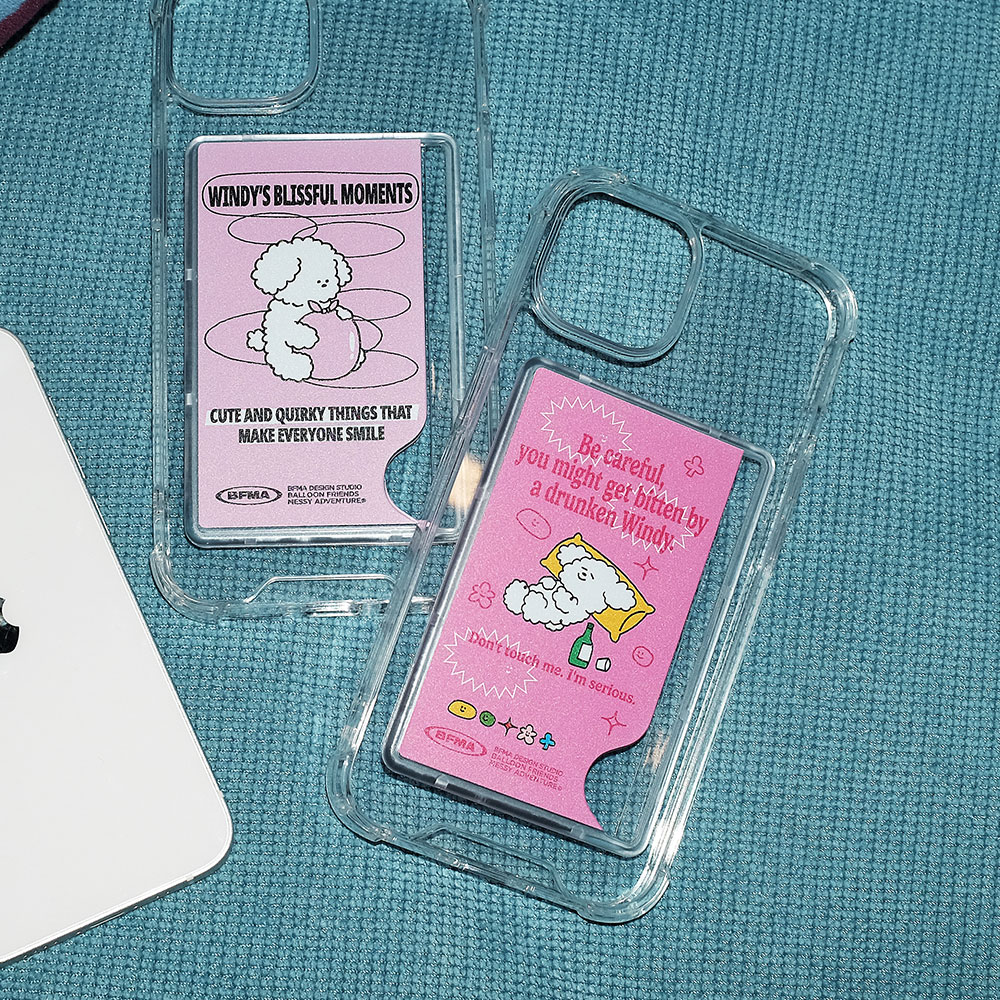 WINDY'S BLISSFUL MOMENTS
CUTE AND QUIRKY THINGS THAT
MAKE EVERYONE SMILE
BFMA
BFMA DESIGN STUDIO
BALLOON FRIENDS
MESSY ADVENTURE®
Be careful,
you might get bitten by
a drunken Windy.
Don't touch me. I'm serious.
BFMA
BFMA DESIGN STUDIO
BALLOON FRIENDS
MESSY ADVENTURE®